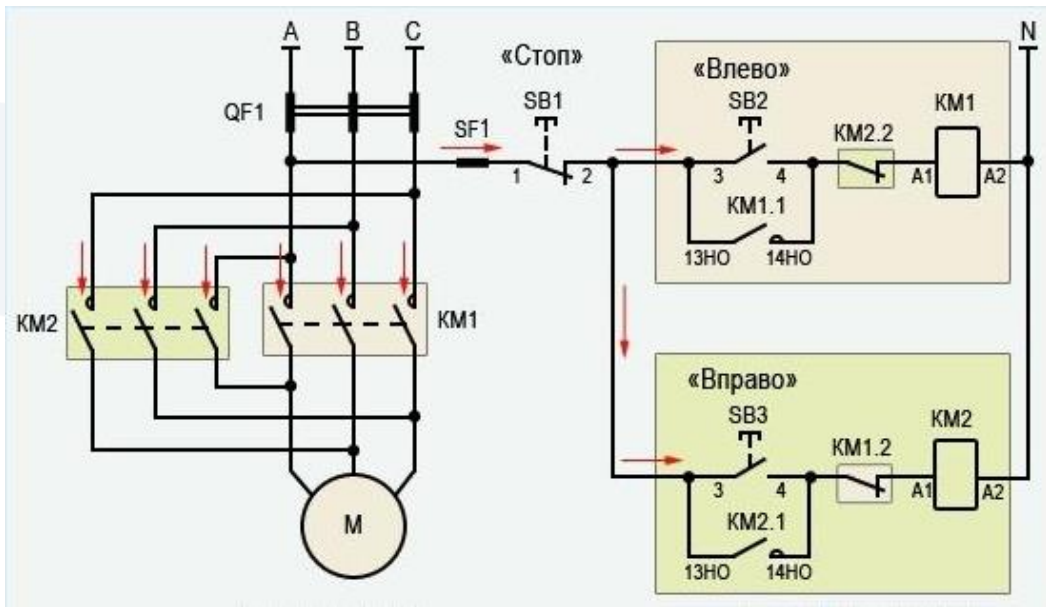 A B C N
«Стоп»
SB1
QF1
SF1
1 2
«Влево»
SB2
KM2.2
KM1
3 4
A1 A2
KM1.1
13НО 14НО
KM2
KM1
«Вправо»
SB3
KM1.2
KM2
3 4
A1 A2
KM2.1
13НО 14НО
M